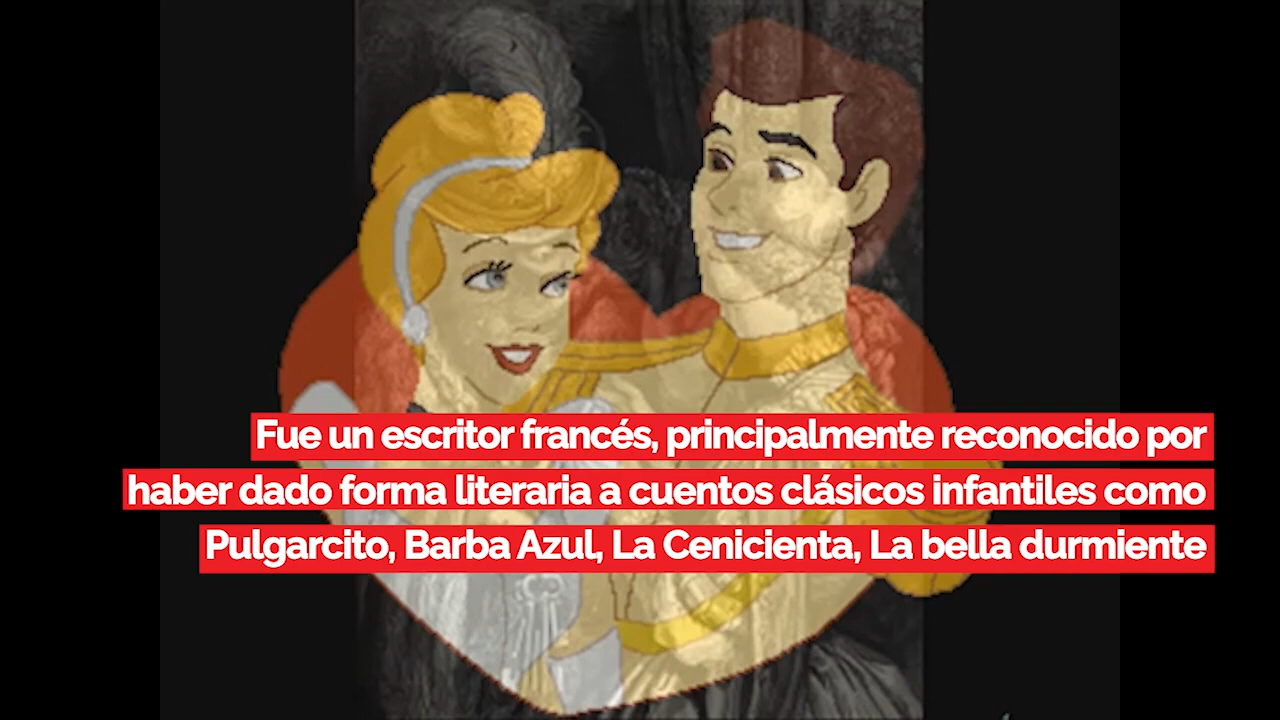 Fue un escritor francés, principalmente reconocido por
haber dado forma literaria a cuentos clásicos infantiles como
Pulgarcito, Barba Azul, La Cenicienta, La bella durmiente